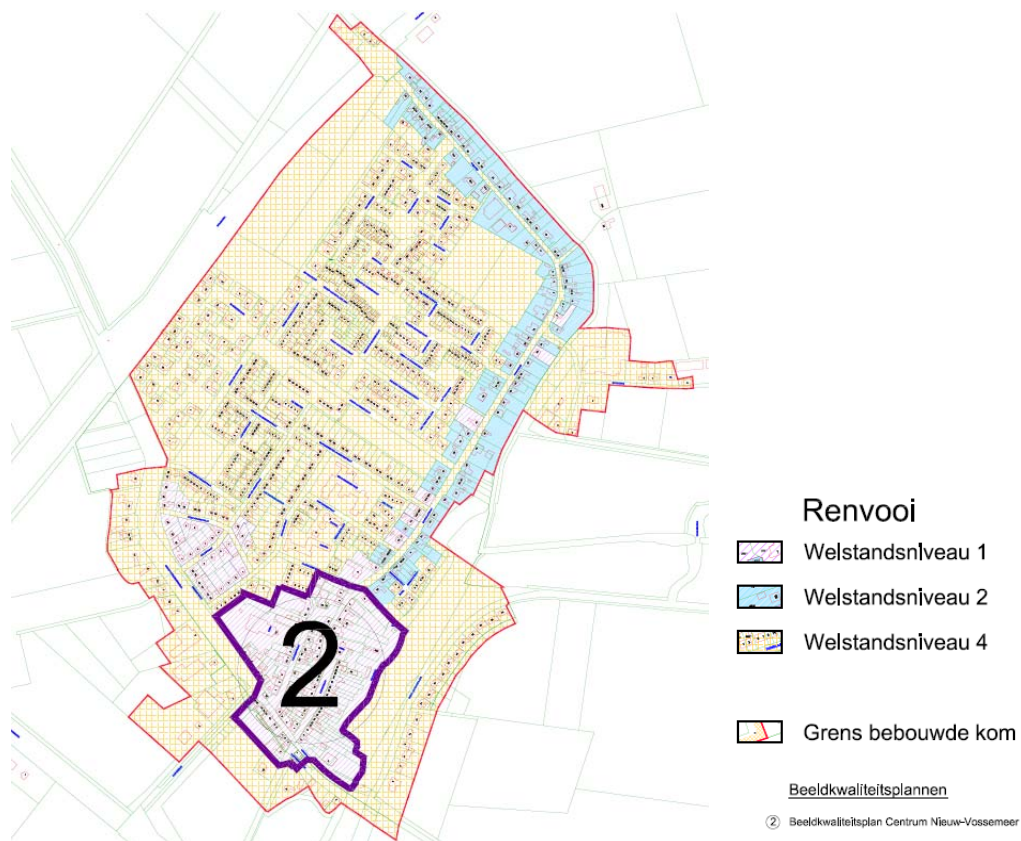 2
Renvooi
Welstandsniveau 1
Welstandsniveau 2
Welstandsniveau 4
Grens bebouwde kom
Beeldkwaliteitsplannen
2 Beeldkwaliteitsplan Centrum Nieuw-Vossemeer